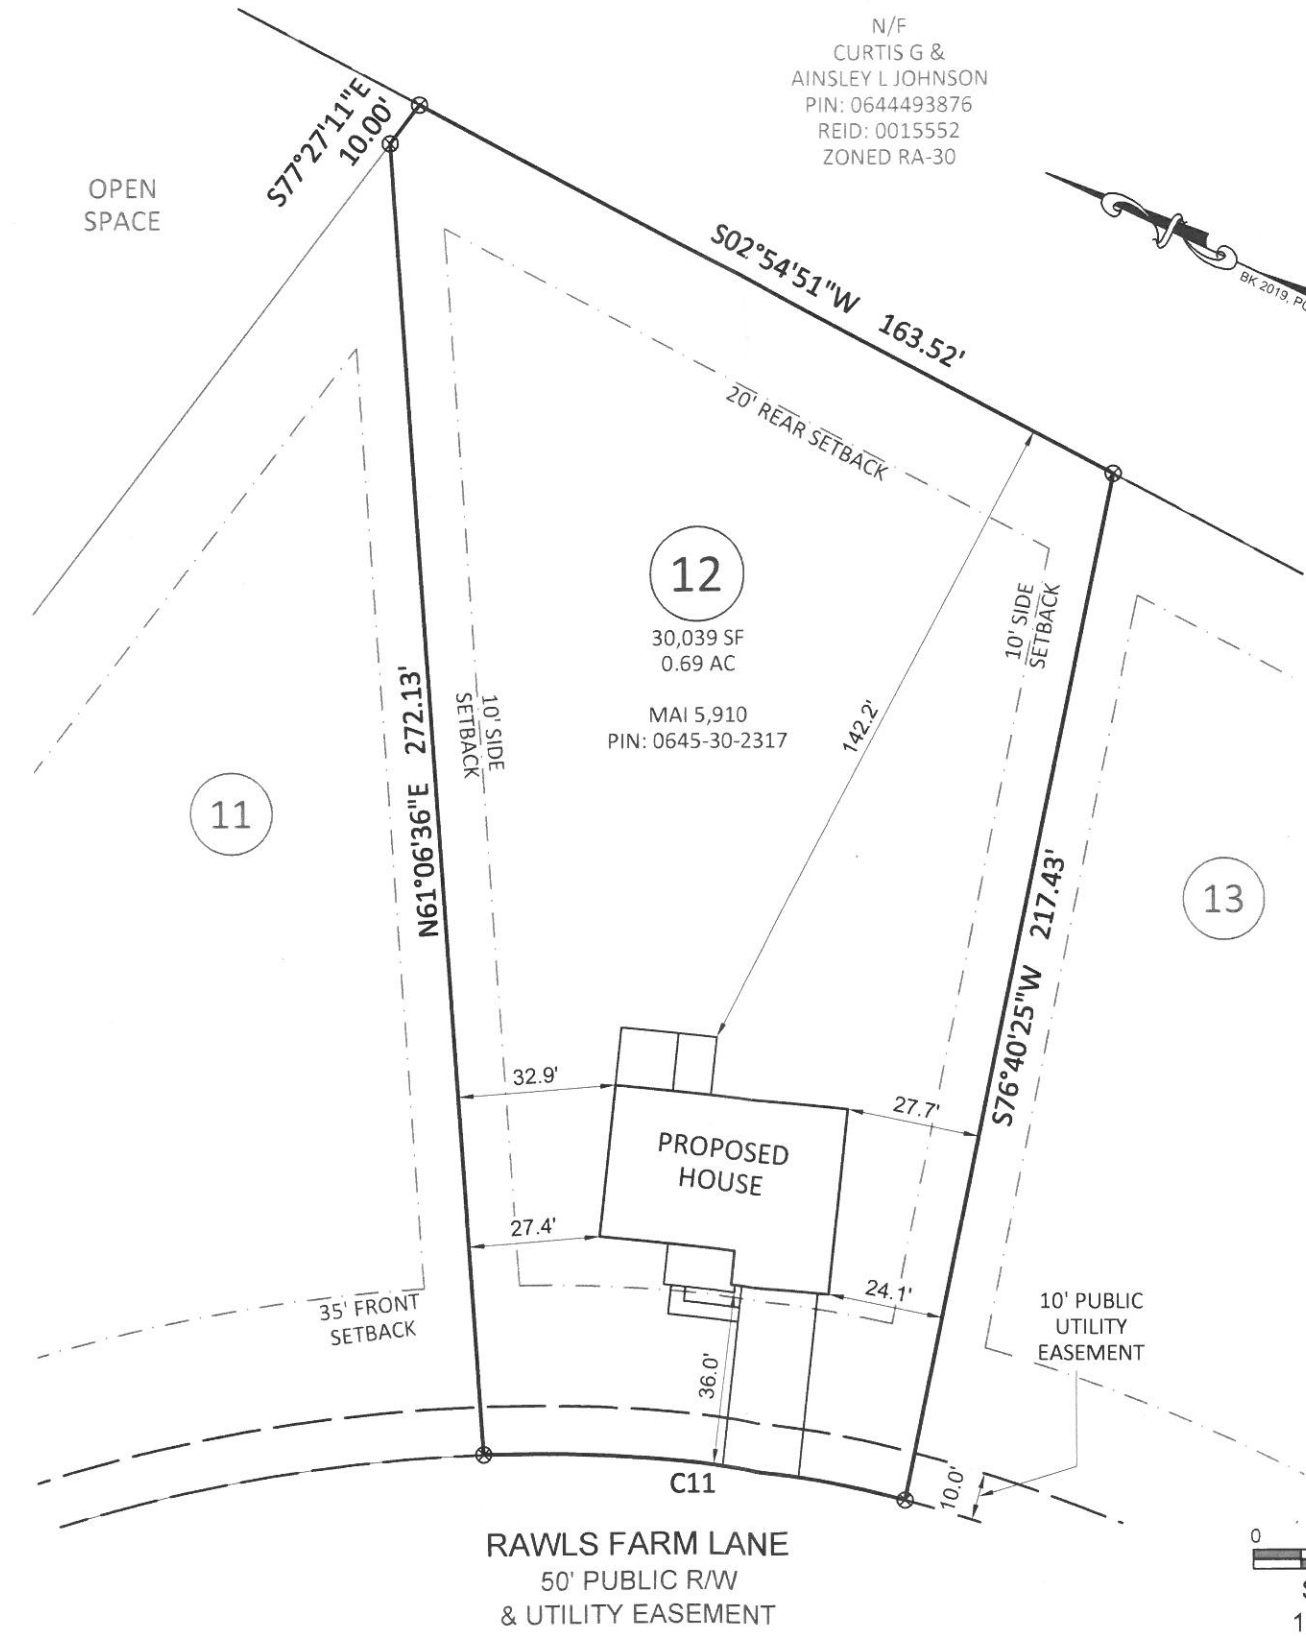 N/F
CURTIS G &
AINSLEY L JOHNSON
PIN: 0644493876
REID: 0015552
ZONED RA-30
S77°27'11"E
10.00'
OPEN
SPACE
BK 2019, PG
S02°54'51"W 163.52'
20' REAR SETBACK
12
30,039 SF
0.69 AC
MAI 5,910
PIN: 0645-30-2317
10' SIDE
SETBACK
10' SIDE
SETBACK
142.2'
N61°06'36"E 272.13'
11
13
S76°40'25"W 217.43'
32.9'
27.7'
PROPOSED
HOUSE
27.4'
24.1'
35' FRONT
SETBACK
10' PUBLIC
UTILITY
EASEMENT
36.0'
C11
10.0'
RAWLS FARM LANE
50' PUBLIC R/W
& UTILITY EASEMENT
0
1